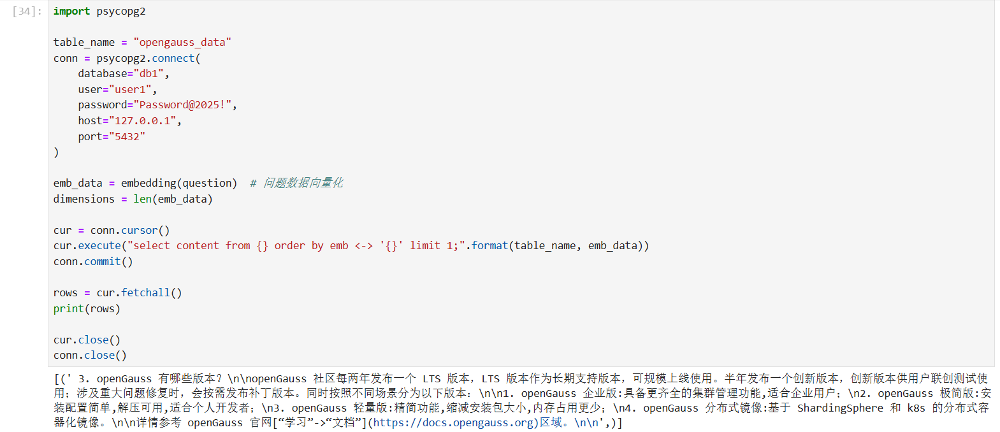 [34]:
import psycopg2
table_name = "opengauss_data"
conn = psycopg2.connect(
    database="db1",
    user="user1",
    password="Password@2025!",
    host="127.0.0.1",
    port="5432"
)
emb_data = embedding(question)  # 问题数据向量化
dimensions = len(emb_data)
cur = conn.cursor()
cur.execute("select content from {} order by emb <-> '{}' limit 1;".format(table_name, emb_data))
conn.commit()
rows = cur.fetchall()
print(rows)
cur.close()
conn.close()
[(' 3. openGauss 有哪些版本？\n\nopenGauss 社区每两年发布一个 LTS 版本，LTS 版本作为长期支持版本，可规模上线使用。半年发布一个创新版本，创新版本供用户联创测试使
用；涉及重大问题修复时，会按需发布补丁版本。同时按照不同场景分为以下版本：\n\n1. openGauss 企业版:具备更齐全的集群管理功能,适合企业用户；\n2. openGauss 极简版:安
装配置简单,解压可用,适合个人开发者；\n3. openGauss 轻量版:精简功能,缩减安装包大小,内存占用更少；\n4. openGauss 分布式镜像:基于 ShardingSphere 和 k8s 的分布式容
器化镜像。\n\n详情参考 openGauss 官网[“学习”->“文档”](https://docs.opengauss.org)区域。\n\n',)]